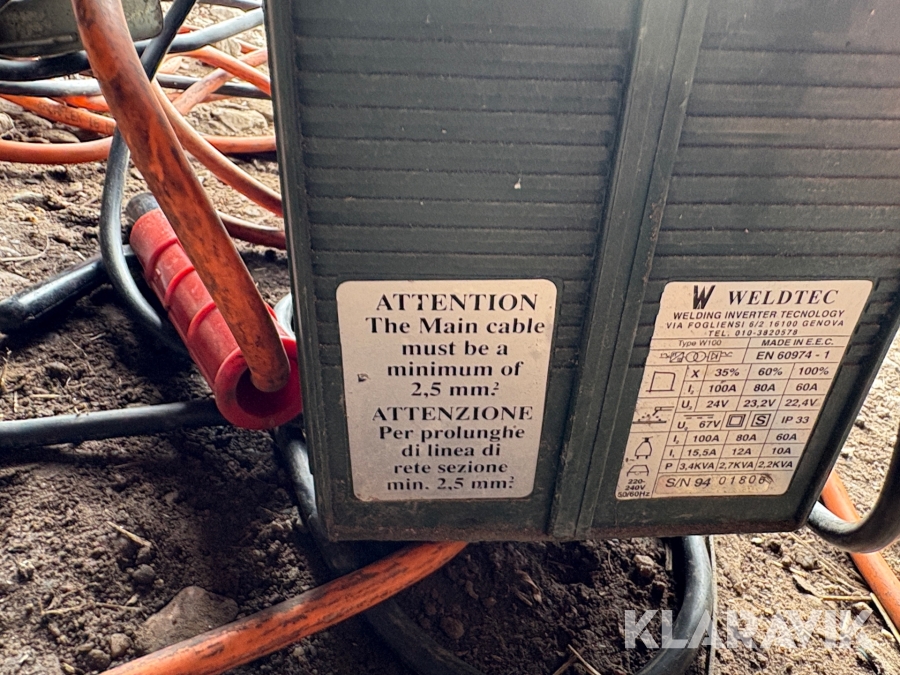 ATTENTION
The Main cable
must be a
minimum of
2,5 mm²
ATTENZIONE
Per prolunghe
di linea di
rete sezione
min. 2,5 mm²
W WELDTEC
WELDING INVERTER TECNOLOGY
VIA FOGLIENSI 6/2 16100 GENOVA
TEL. 010-3820578
Type W100 MADE IN E.E.C.
EN 60974 - 1
X 35% 60% 100%
I₂ 100A 80A 60A
U₂ 24V 23,2V 22,4V
U₀ 67V S IP 33
I₂ 100A 80A 60A
I₁ 15,5A 12A 10A
P 3,4KVA 2,7KVA 2,2KVA
220-
240V
50/60Hz
S/N 94 01808
KLARAVIK